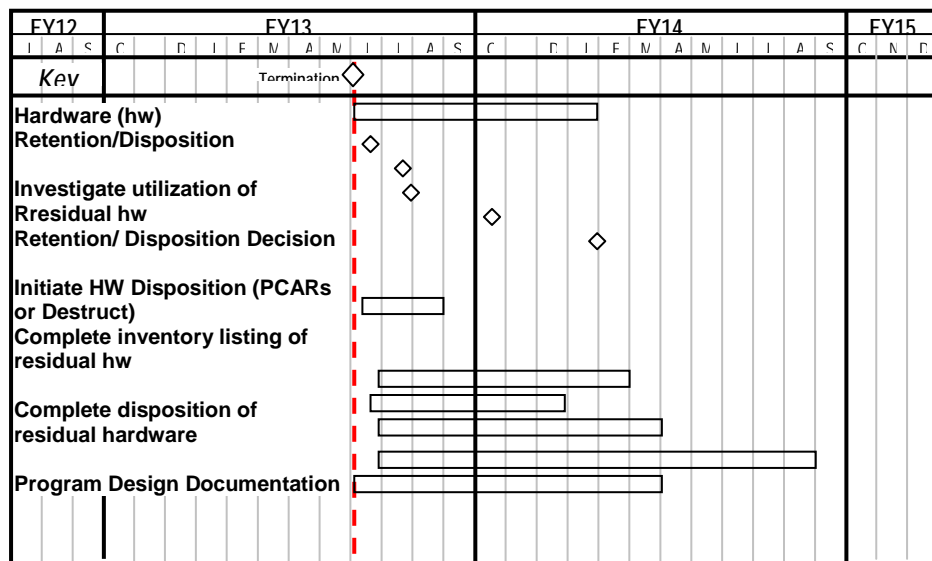 FY12 FY13 FY14 FY15
J A S O D J F M A M J J A S O D J F M A M J J A S O N D
Key Termination
Hardware (hw)
Retention/Disposition
Investigate utilization of
Rresidual hw
Retention/ Disposition Decision
Initiate HW Disposition (PCARs
or Destruct)
Complete inventory listing of
residual hw
Complete disposition of
residual hardware
Program Design Documentation